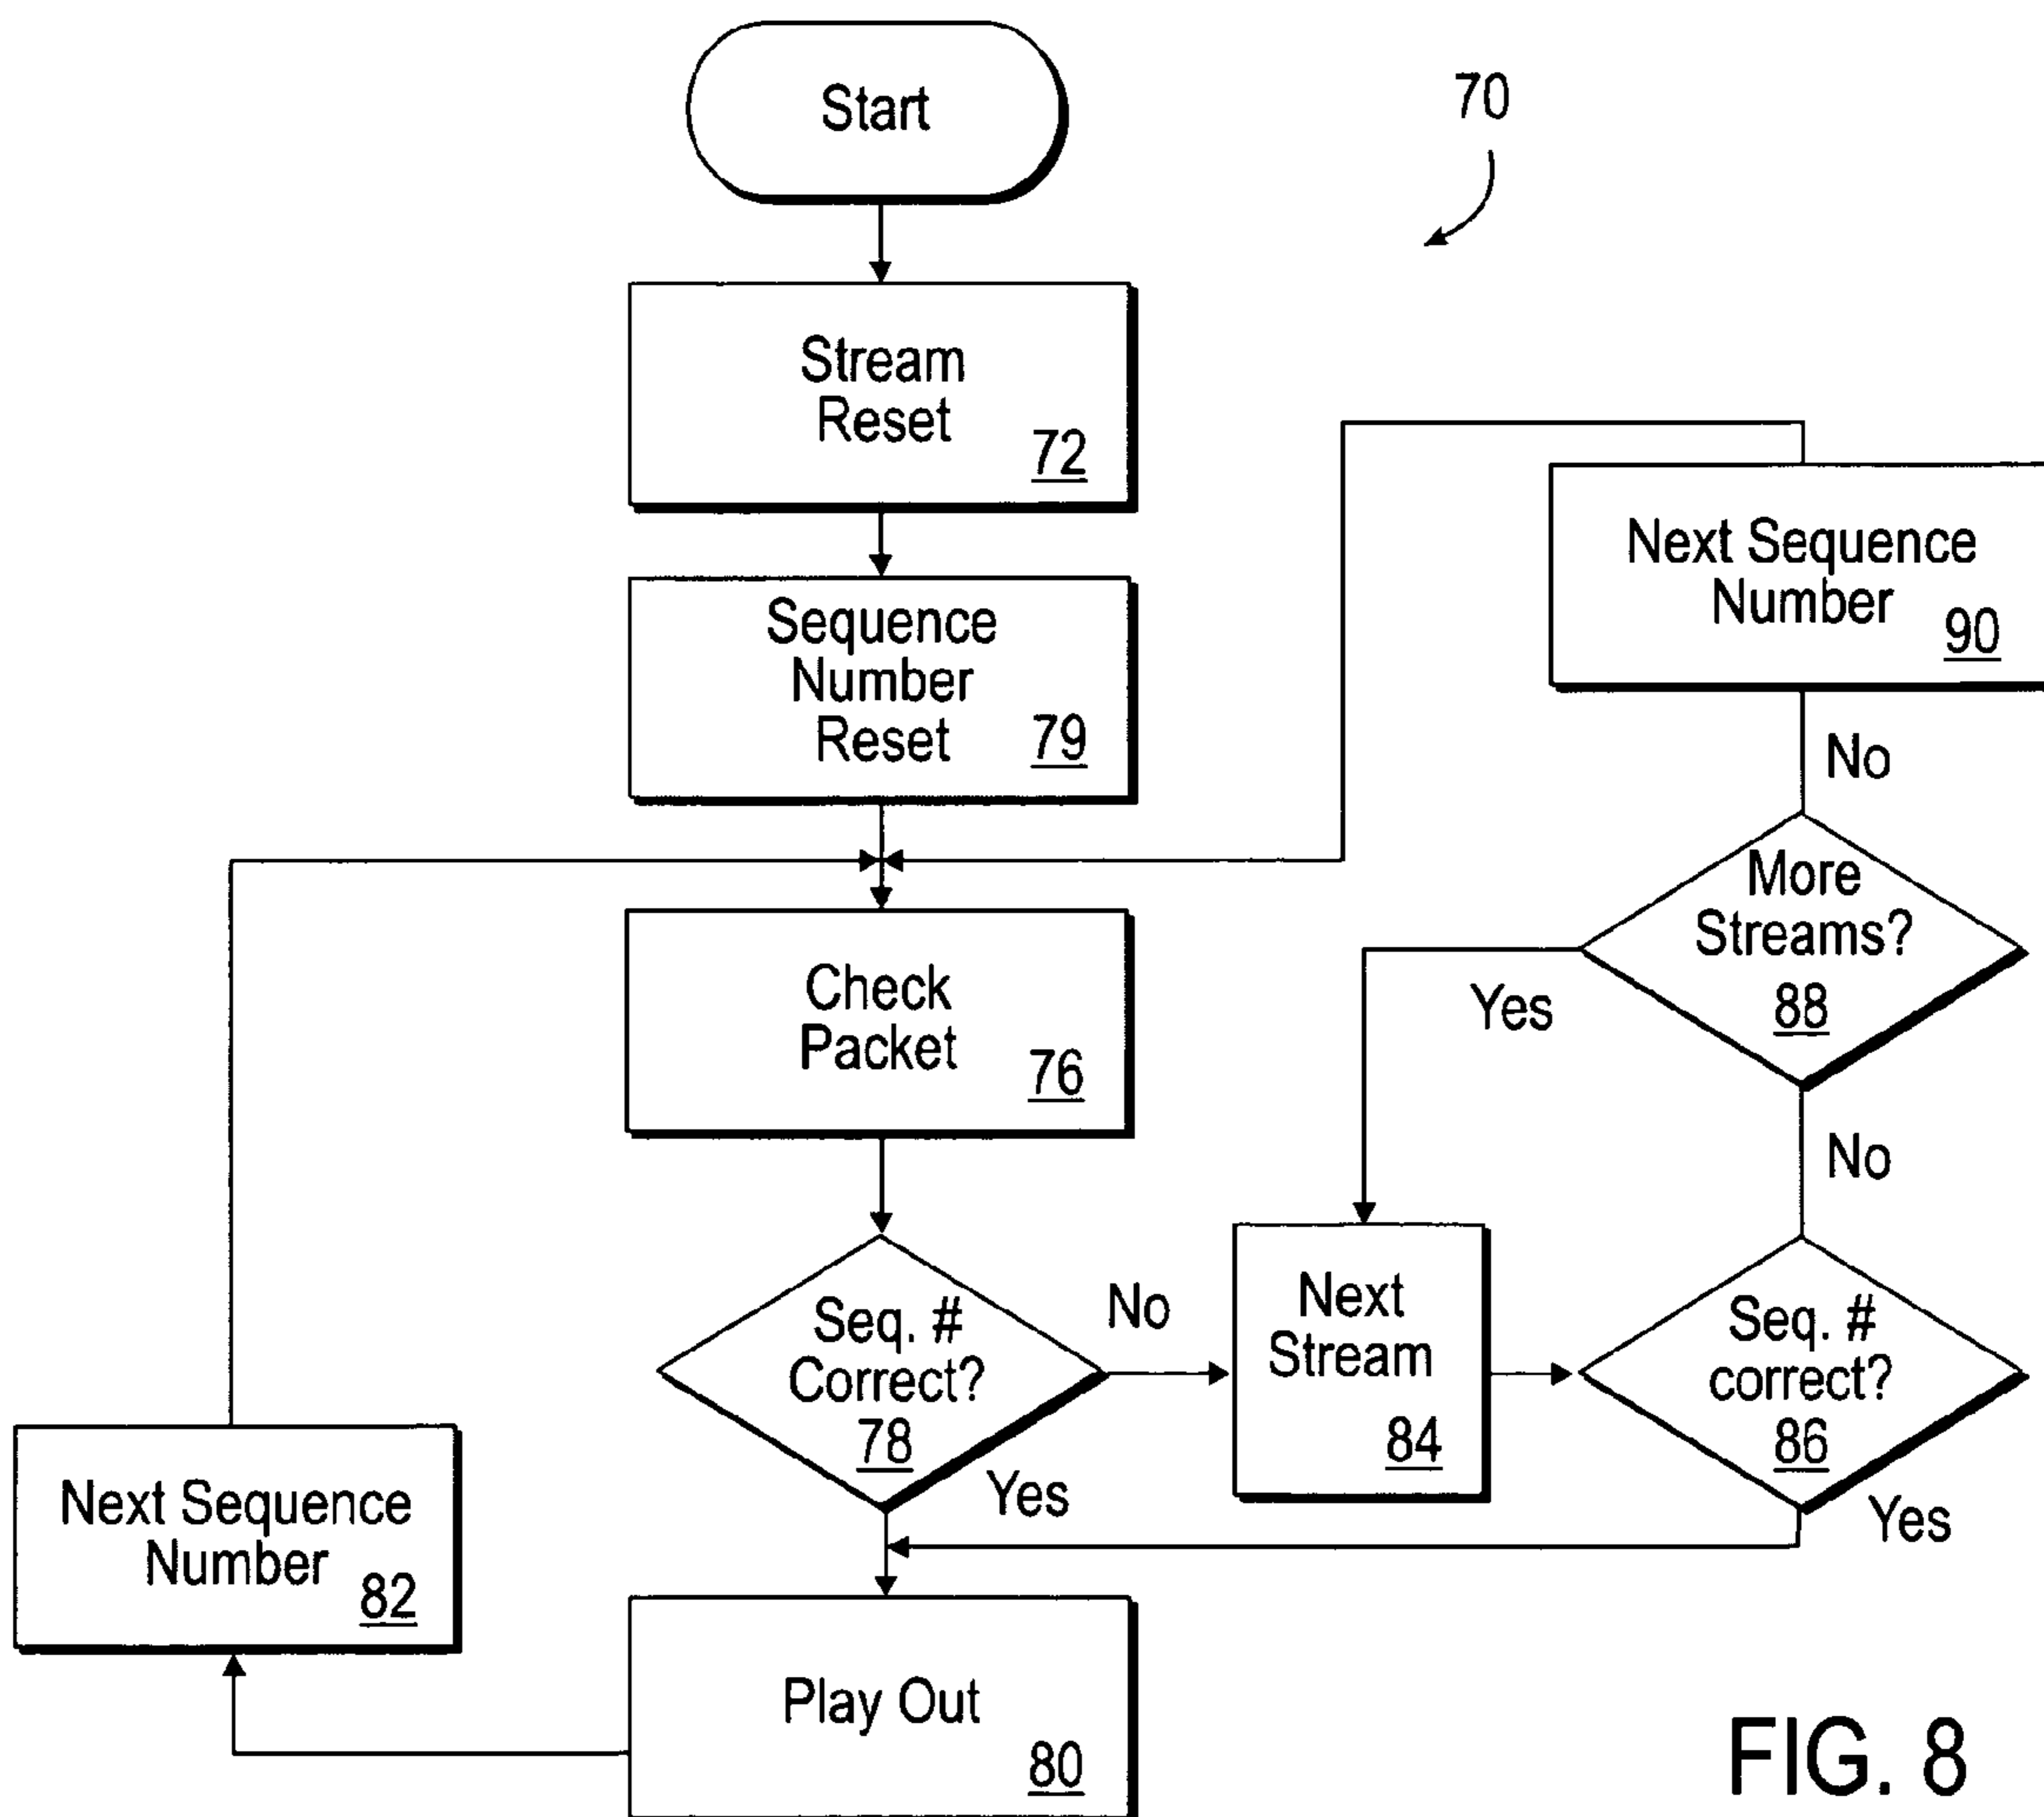 Start
70
Stream
Reset
72
Sequence
Number
Reset
79
Next Sequence
Number
90
No
More
Streams?
88
Yes
No
Check
Packet
76
Seq. #
Correct?
78
No
Yes
Next
Stream
84
Seq. #
correct?
86
Yes
Next Sequence
Number
82
Play Out
80
FIG. 8